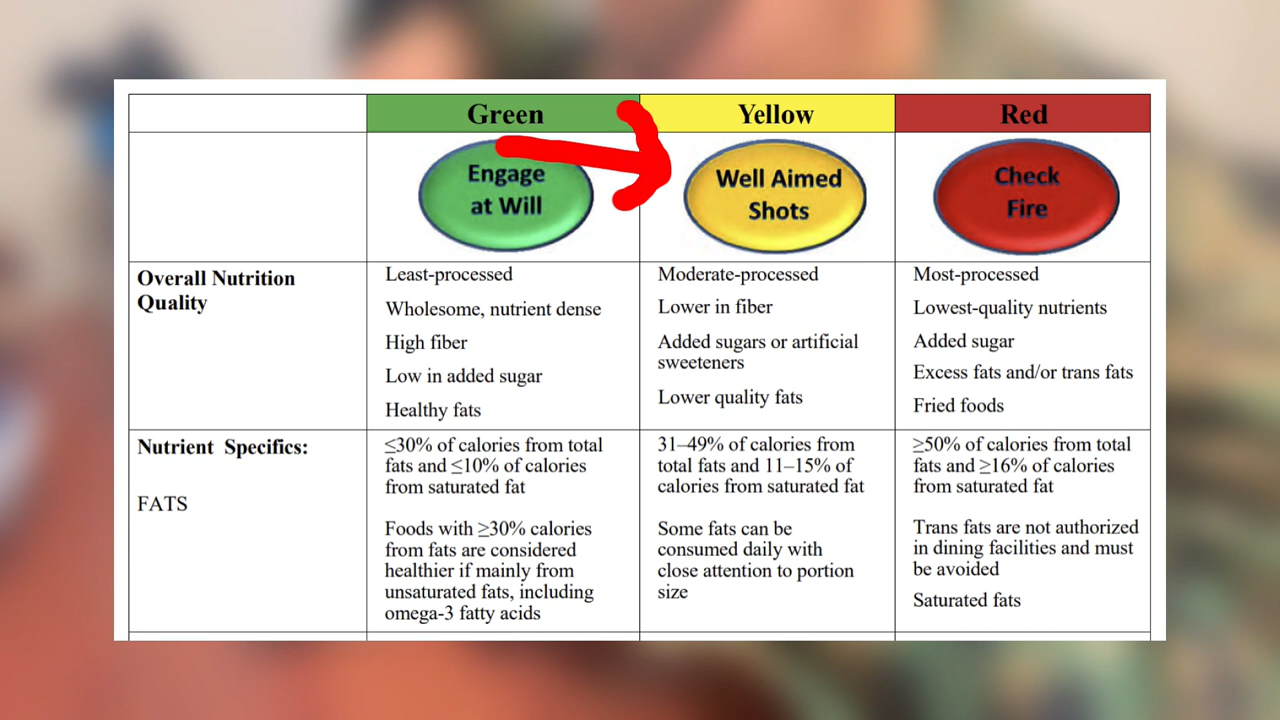 Green
Yellow
Red
Engage
at Will
Well Aimed
Shots
Check
Fire
Overall Nutrition
Quality
Least-processed
Wholesome, nutrient dense
High fiber
Low in added sugar
Healthy fats
Moderate-processed
Lower in fiber
Added sugars or artificial
sweeteners
Lower quality fats
Most-processed
Lowest-quality nutrients
Added sugar
Excess fats and/or trans fats
Fried foods
Nutrient Specifics:
FATS
≤30% of calories from total
fats and ≤10% of calories
from saturated fat
Foods with ≥30% calories
from fats are considered
healthier if mainly from
unsaturated fats, including
omega-3 fatty acids
31–49% of calories from
total fats and 11–15% of
calories from saturated fat
Some fats can be
consumed daily with
close attention to portion
size
≥50% of calories from total
fats and ≥16% of calories
from saturated fat
Trans fats are not authorized
in dining facilities and must
be avoided
Saturated fats